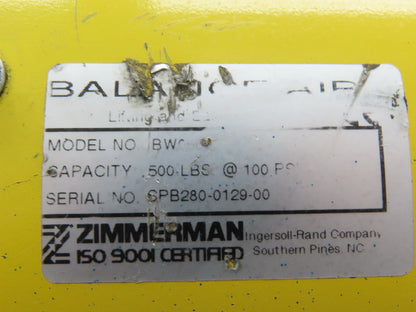 BALANCE AIR
Lifting and
MODEL NO. BW
CAPACITY 500 LBS @ 100 PS
SERIAL NO. SPB280-0129-00
ZIMMERMAN Ingersoll-Rand Company
ISO 9001 CERTIFIED Southern Pines, NC